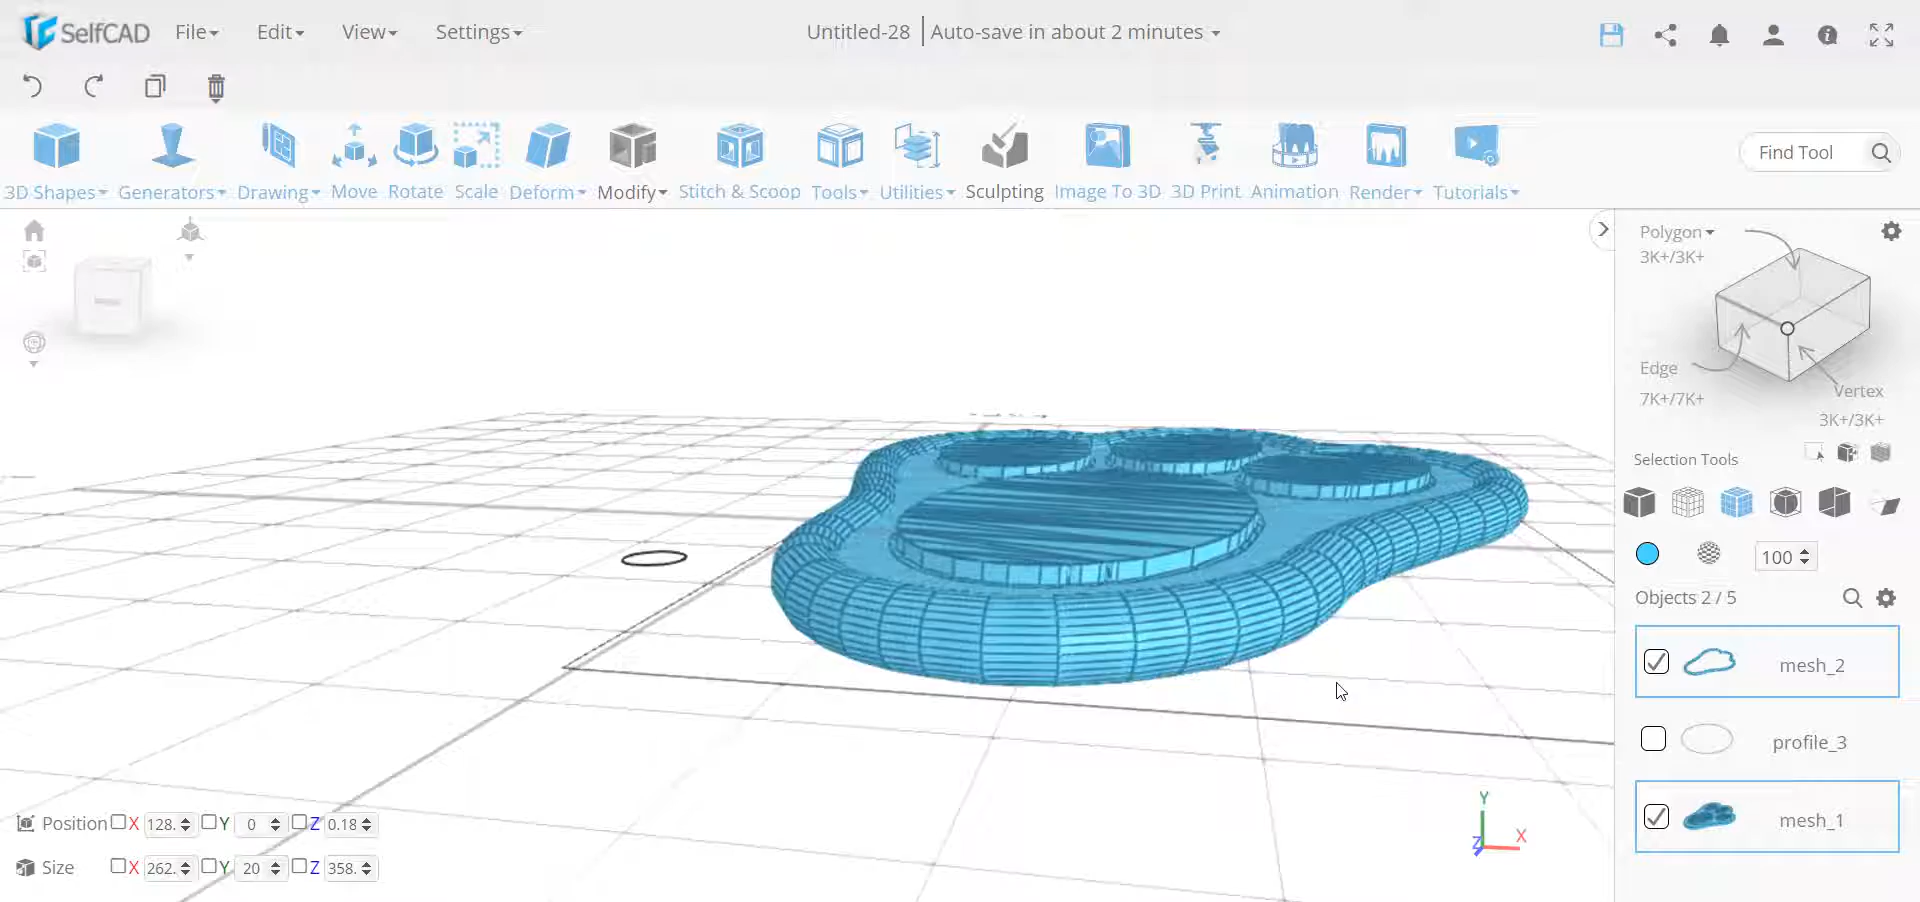 SelfCAD File Edit View Settings Untitled-28 Auto-save in about 2 minutes
3D Shapes Generators Drawing Move Rotate Scale Deform Modify Stitch & Scoop Tools Utilities Sculpting Image To 3D 3D Print Animation Render Tutorials Find Tool
Polygon
3K+/3K+
Edge
7K+/7K+
Vertex
3K+/3K+
Selection Tools
100
Objects 2 / 5
mesh_2
profile_3
mesh_1
Position X 128. Y 0 Z 0.18
Size X 262. Y 20 Z 358.
Y
X
Z